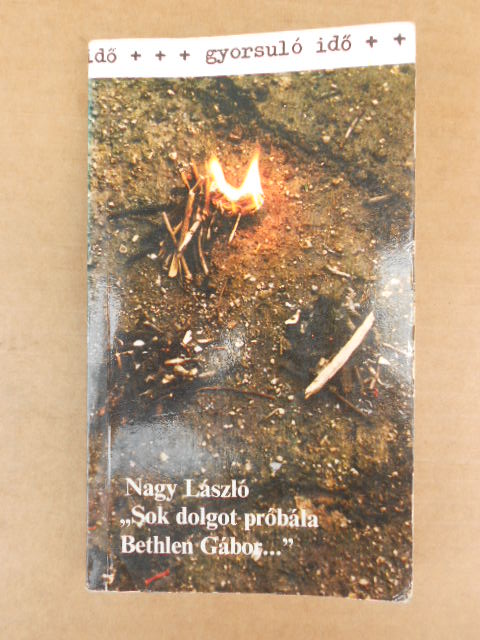 idő + + + gyorsuló idő + +
Nagy László
„Sok dolgot próbála
Bethlen Gábor..."